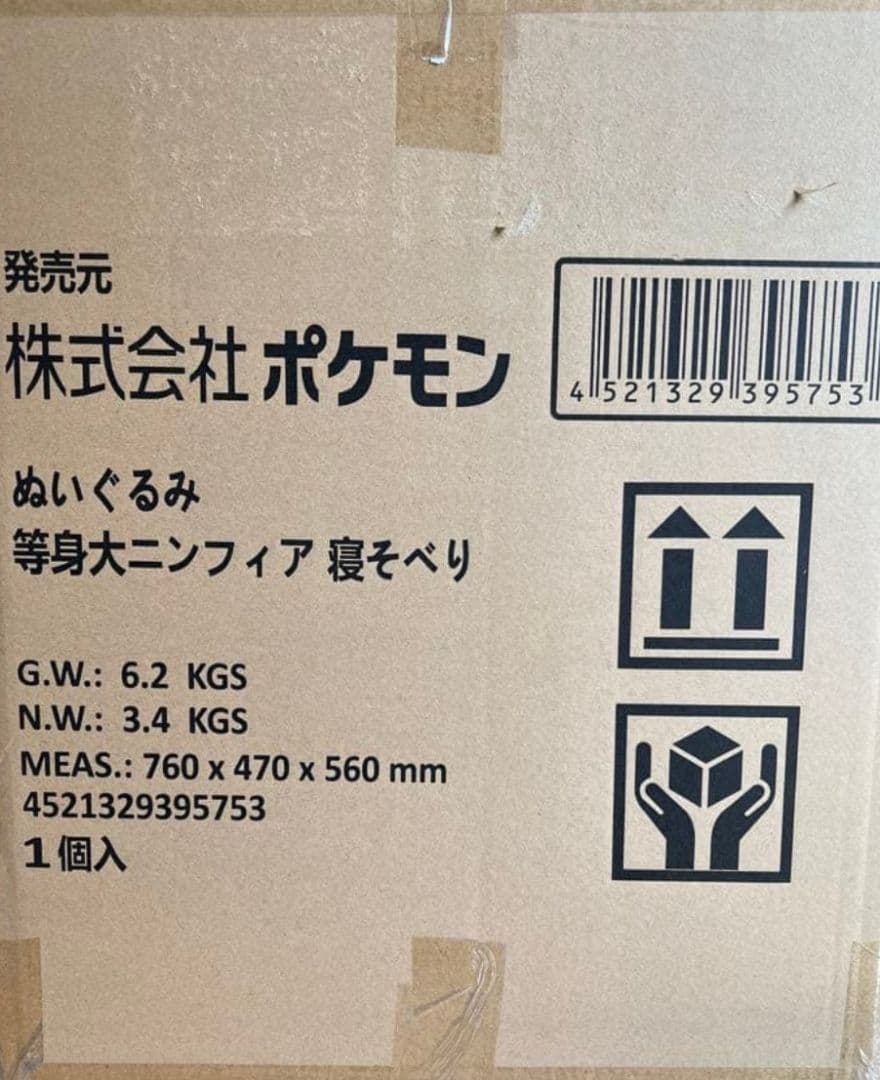 発売元
株式会社ポケモン
4 521329 395753
ぬいぐるみ
等身大ニンフィア 寝そべり
G.W.: 6.2 KGS
N.W.: 3.4 KGS
MEAS.: 760 x 470 x 560 mm
4521329395753
1個入